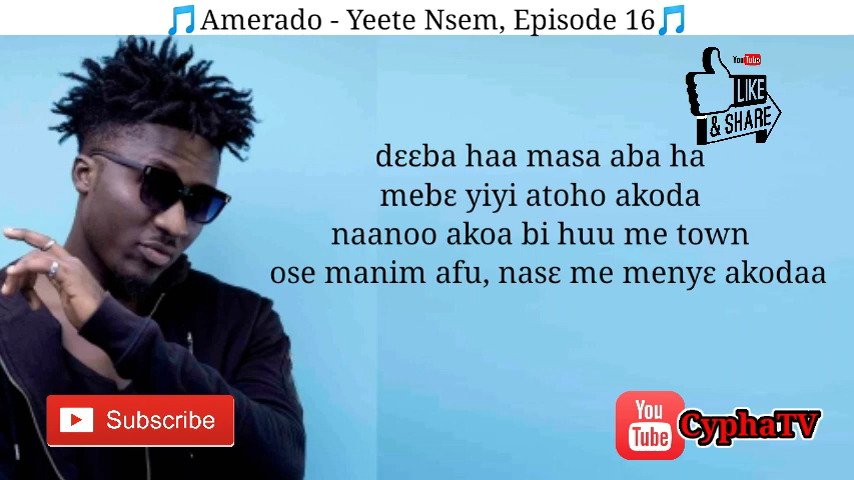 🎵Amerado - Yeete Nsem, Episode 16🎵
YouTube
LIKE
& SHARE
dɛɛba haa masa aba ha
mebɛ yiyi atoho akoda
naanoo akoa bi huu me town
ose manim afu, nasɛ me menyɛ akodaa
Subscribe
You
Tube
CyphaTV